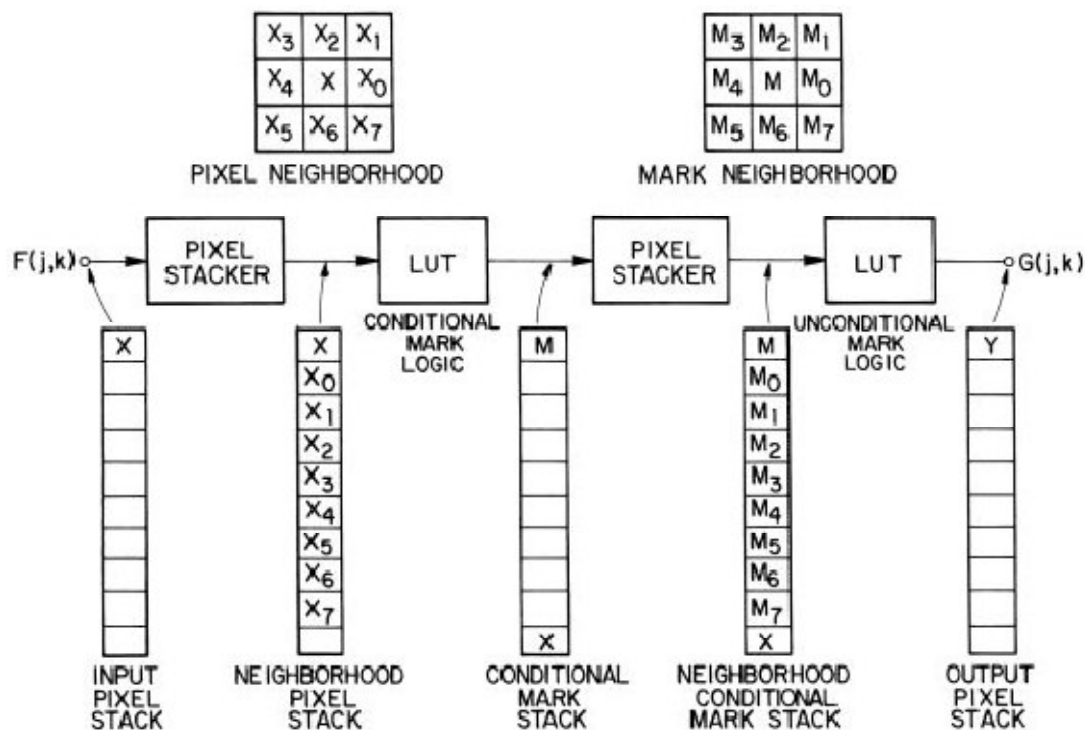 X₃ X₂ X₁
X₄ X X₀
X₅ X₆ X₇
PIXEL NEIGHBORHOOD
M₃ M₂ M₁
M₄ M M₀
M₅ M₆ M₇
MARK NEIGHBORHOOD
F(j,k)
PIXEL
STACKER
LUT
CONDITIONAL
MARK
LOGIC
PIXEL
STACKER
LUT
UNCONDITIONAL
MARK
LOGIC
G(j,k)
X
INPUT
PIXEL
STACK
X
X₀
X₁
X₂
X₃
X₄
X₅
X₆
X₇
NEIGHBORHOOD
PIXEL
STACK
M
X
CONDITIONAL
MARK
STACK
M
M₀
M₁
M₂
M₃
M₄
M₅
M₆
M₇
X
NEIGHBORHOOD
CONDITIONAL
MARK STACK
Y
OUTPUT
PIXEL
STACK